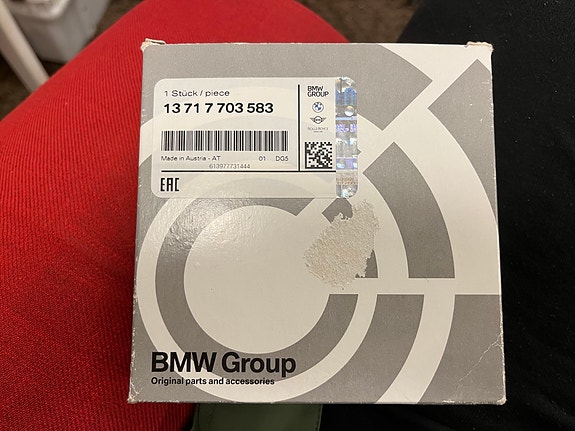 1 Stück / piece
13 71 7 703 583
BMW
GROUP
ROLLS-ROYCE
Made in Austria - AT 01 DG5
613977731444
EAC
BMW Group
Original parts and accessories